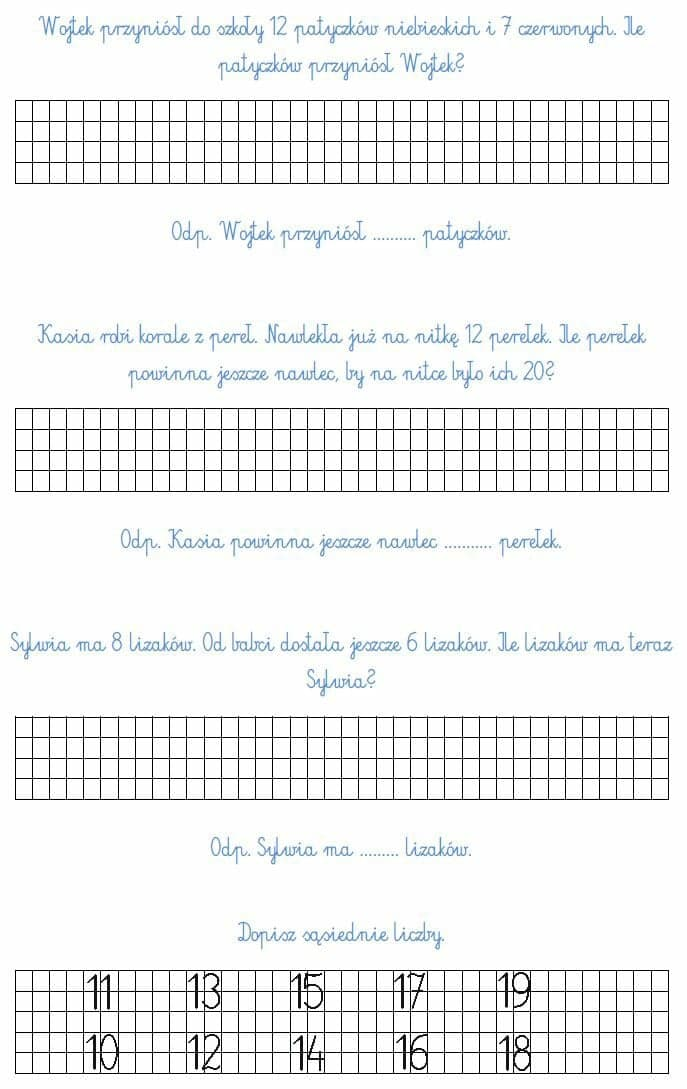 Wojtek przyniósł do szkoły 12 patyczków niebieskich i 7 czerwonych. Ile
patyczków przyniósł Wojtek?
Odp. Wojtek przyniósł .......... patyczków.
Kasia robi korale z pereł. Nawlekła już na nitkę 12 perełek. Ile perełek
powinna jeszcze nawlec, by na nitce było ich 20?
Odp. Kasia powinna jeszcze nawlec ........... perełek.
Sylwia ma 8 lizaków. Od babci dostała jeszcze 6 lizaków. Ile lizaków ma teraz
Sylwia?
Odp. Sylwia ma ......... lizaków.
Dopisz sąsiednie liczby.
11 13 15 17 19
10 12 14 16 18